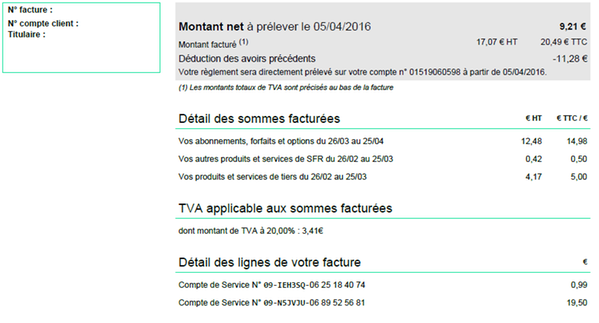 N° facture :
N° compte client :
Titulaire :
Montant net à prélever le 05/04/2016 9,21 €
Montant facturé (1) 17,07 € HT 20,49 € TTC
Déduction des avoirs précédents -11,28 €
Votre règlement sera directement prélevé sur votre compte n° 01519060598 à partir de 05/04/2016.
(1) Les montants totaux de TVA sont précisés au bas de la facture
Détail des sommes facturées € HT € TTC / €
Vos abonnements, forfaits et options du 26/03 au 25/04 12,48 14,98
Vos autres produits et services de SFR du 26/02 au 25/03 0,42 0,50
Vos produits et services de tiers du 26/02 au 25/03 4,17 5,00
TVA applicable aux sommes facturées
dont montant de TVA à 20,00% : 3,41€
Détail des lignes de votre facture €
Compte de Service N° 09-IEH3SQ-06 25 18 40 74 0,99
Compte de Service N° 09-N5JVJU-06 89 52 56 81 19,50